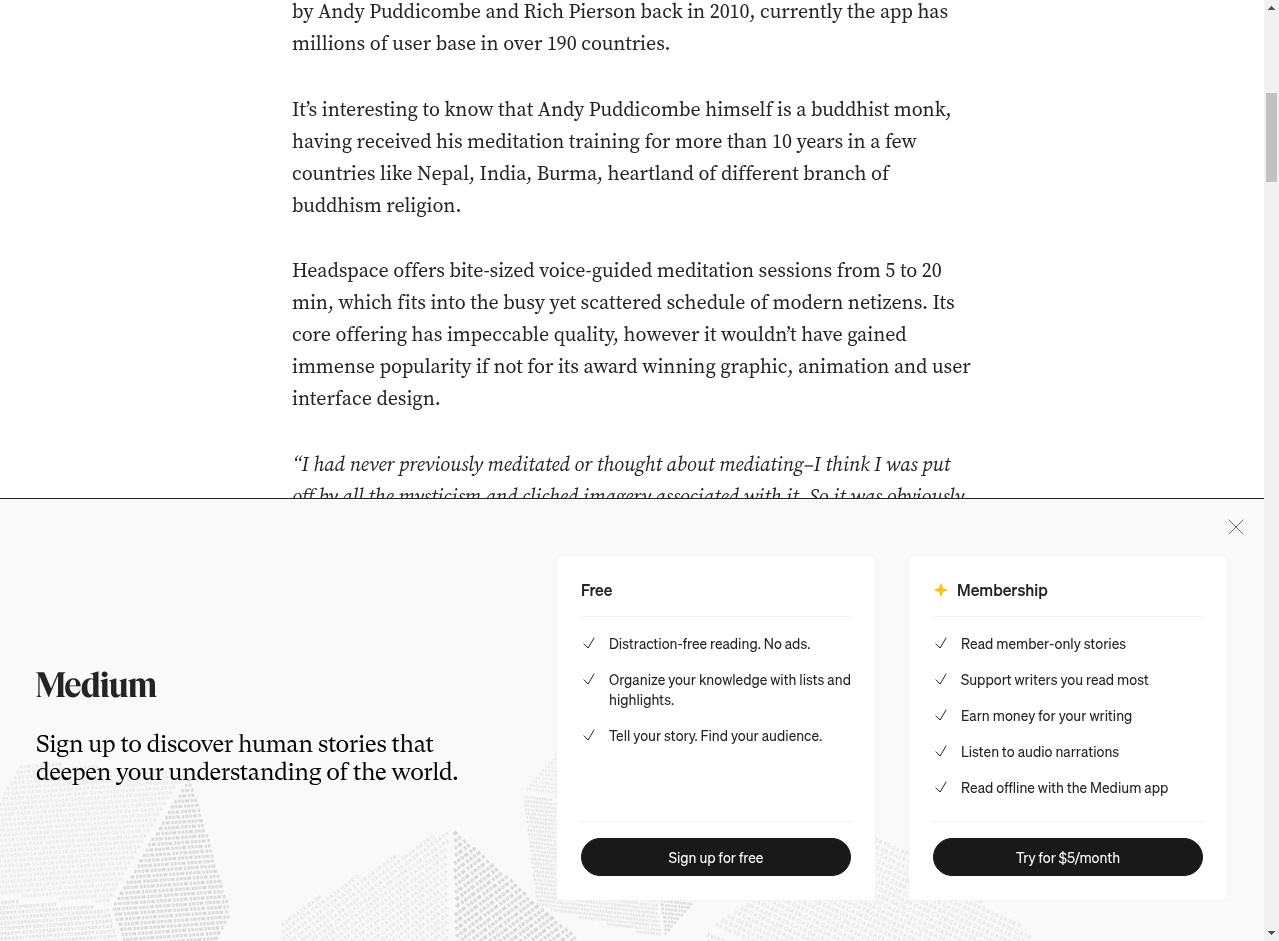 by Andy Puddicombe and Rich Pierson back in 2010, currently the app has
millions of user base in over 190 countries.
It’s interesting to know that Andy Puddicombe himself is a buddhist monk,
having received his meditation training for more than 10 years in a few
countries like Nepal, India, Burma, heartland of different branch of
buddhism religion.
Headspace offers bite-sized voice-guided meditation sessions from 5 to 20
min, which fits into the busy yet scattered schedule of modern netizens. Its
core offering has impeccable quality, however it wouldn’t have gained
immense popularity if not for its award winning graphic, animation and user
interface design.
“I had never previously meditated or thought about mediating–I think I was put
off by all the mysticism and cliched imagery associated with it. So it was obviously
Medium
Sign up to discover human stories that
deepen your understanding of the world.
Free
Distraction-free reading. No ads.
Organize your knowledge with lists and
highlights.
Tell your story. Find your audience.
Sign up for free
Membership
Read member-only stories
Support writers you read most
Earn money for your writing
Listen to audio narrations
Read offline with the Medium app
Try for $5/month